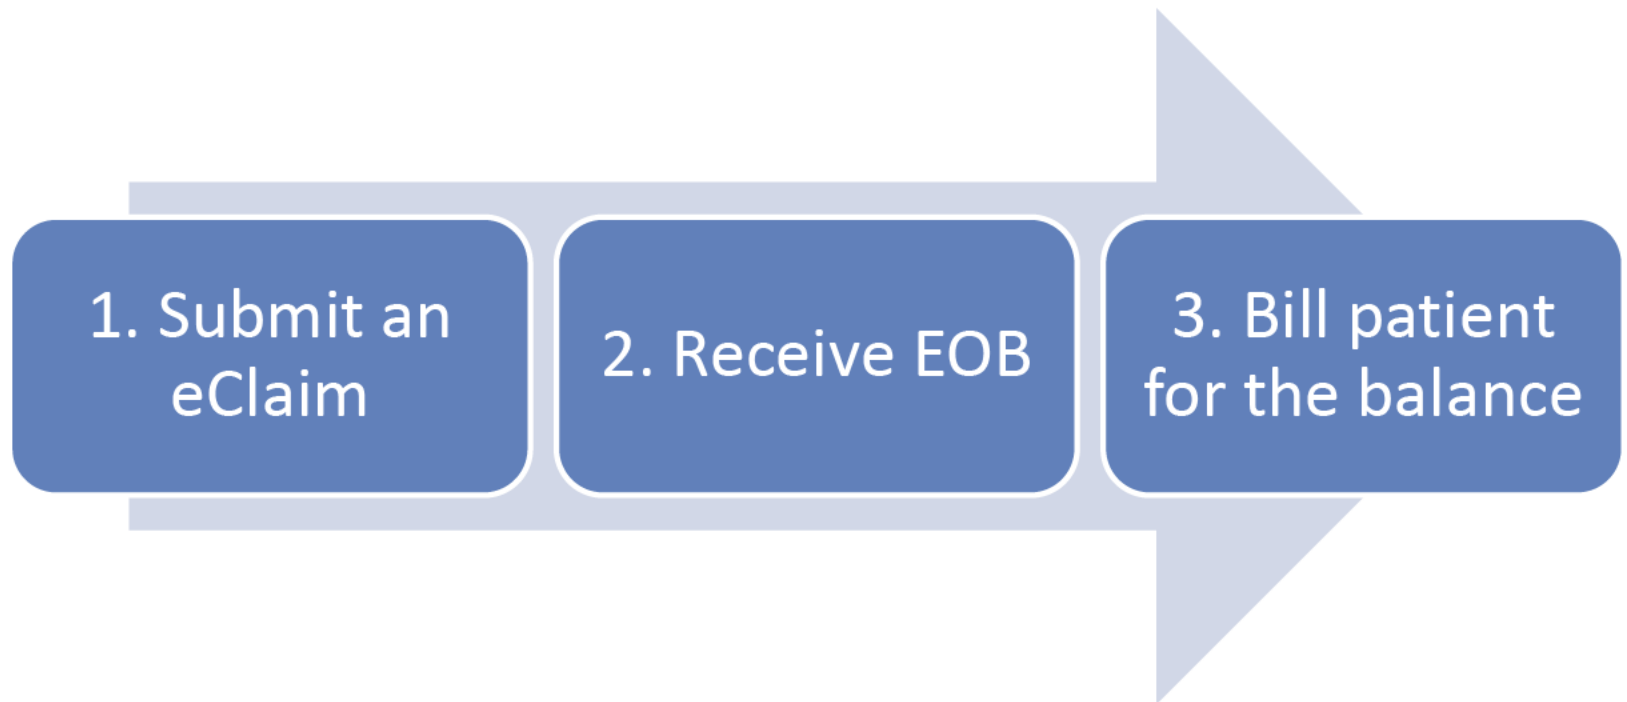 1. Submit an
eClaim
2. Receive EOB
3. Bill patient
for the balance